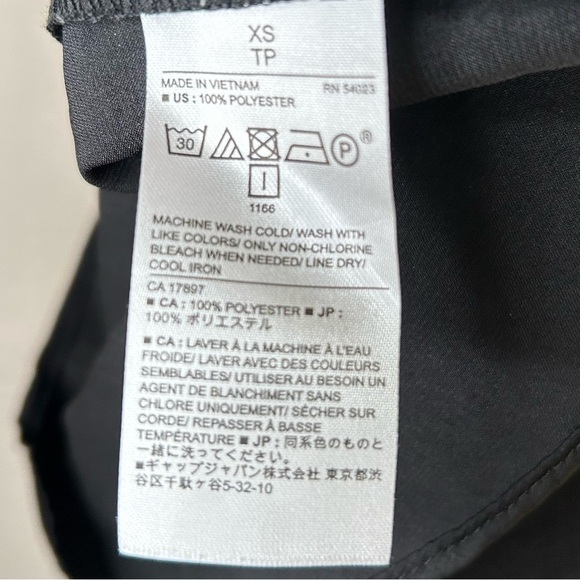 XS
TP
MADE IN VIETNAM RN 54023
■ US : 100% POLYESTER
30 P ®
1166
MACHINE WASH COLD/ WASH WITH
LIKE COLORS/ ONLY NON-CHLORINE
BLEACH WHEN NEEDED/ LINE DRY/
COOL IRON
CA 17897
■ CA : 100% POLYESTER ■ JP :
100% ポリエステル
■ CA : LAVER À LA MACHINE À L'EAU
FROIDE/ LAVER AVEC DES COULEURS
SEMBLABLES/ UTILISER AU BESOIN UN
AGENT DE BLANCHIMENT SANS
CHLORE UNIQUEMENT/ SÉCHER SUR
CORDE/ REPASSER À BASSE
TEMPÉRATURE ■ JP : 同系色のものと
一緒に洗ってください。
■ギャップジャパン株式会社 東京都渋
谷区千駄ヶ谷5-32-10